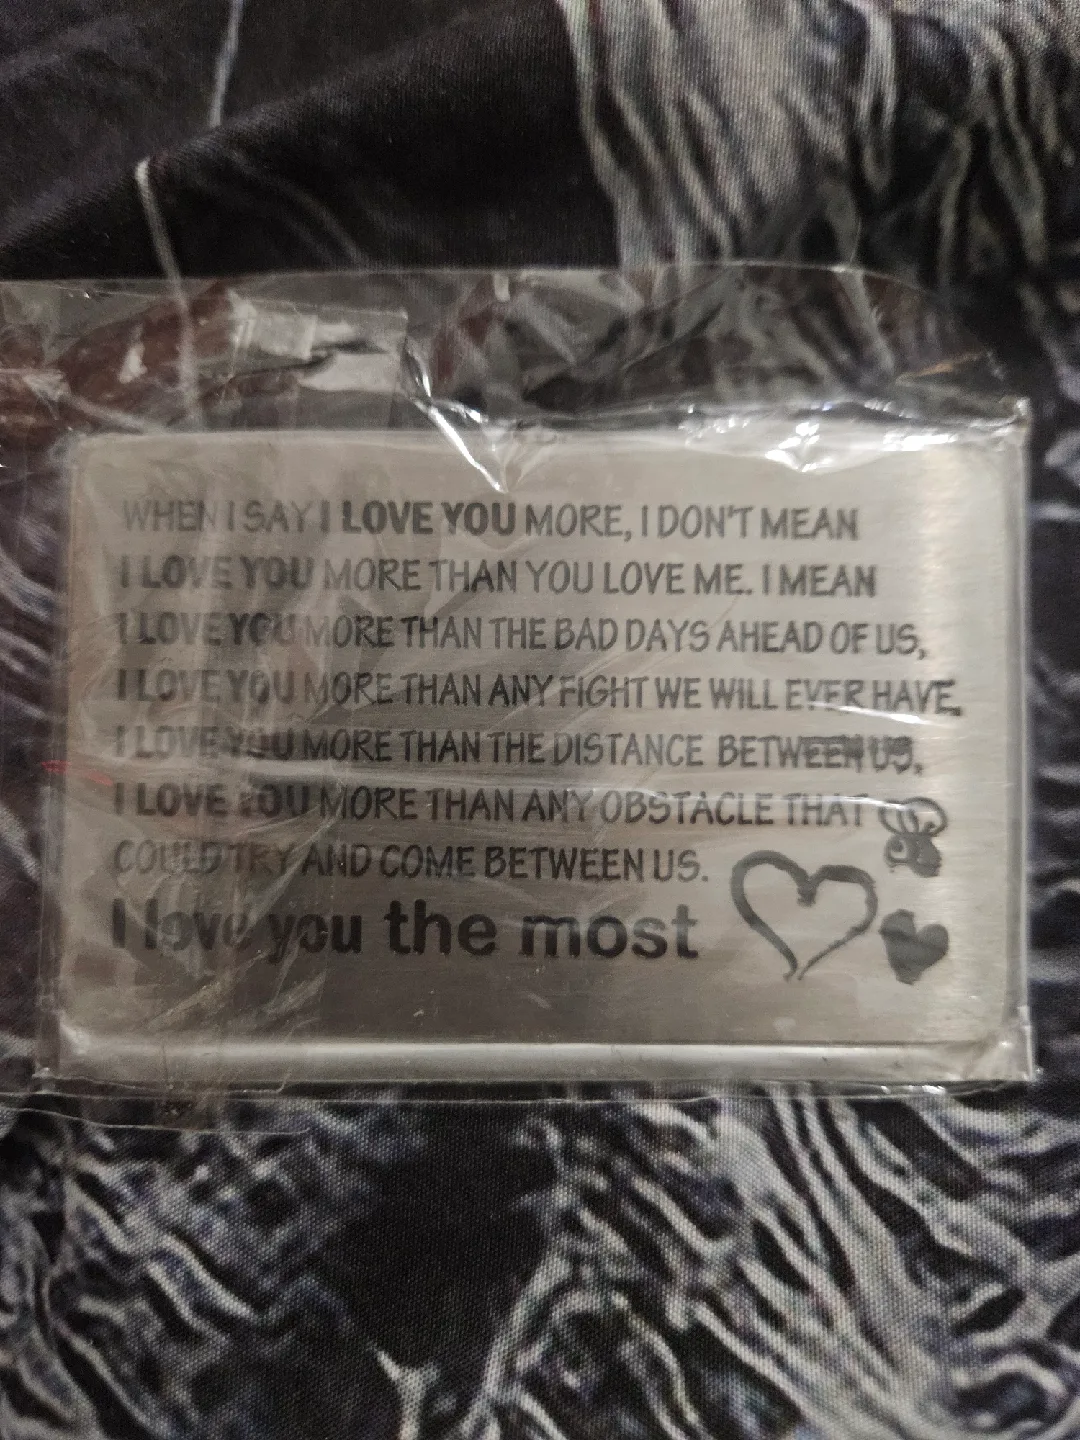 WHEN I SAY I LOVE YOU MORE, I DON'T MEAN
I LOVE YOU MORE THAN YOU LOVE ME. I MEAN
I LOVE YOU MORE THAN THE BAD DAYS AHEAD OF US,
I LOVE YOU MORE THAN ANY FIGHT WE WILL EVER HAVE.
I LOVE YOU MORE THAN THE DISTANCE BETWEEN US,
I LOVE YOU MORE THAN ANY OBSTACLE THAT
COULD TRY AND COME BETWEEN US.
I love you the most